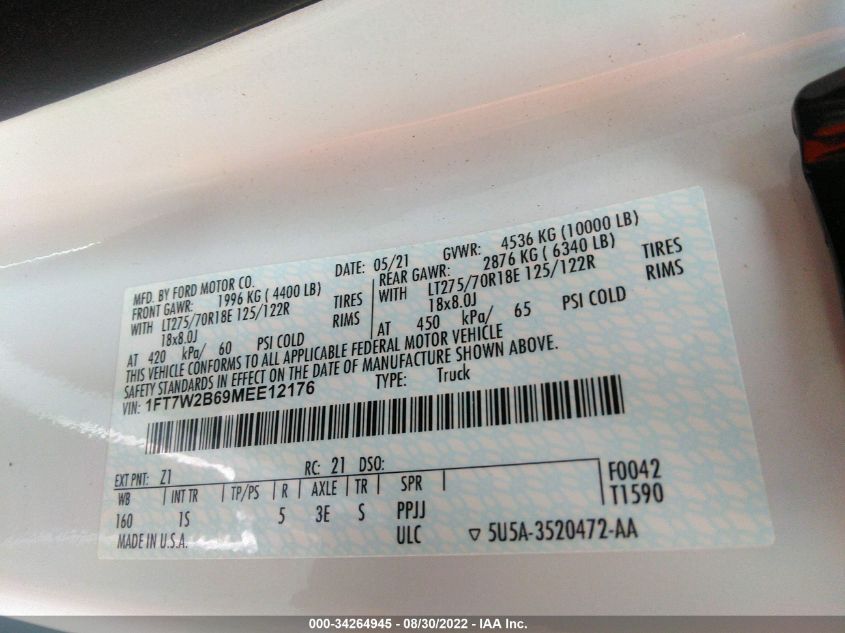 MFD. BY FORD MOTOR CO.
DATE: 05/21
GVWR: 4536 KG (10000 LB)
FRONT GAWR: 1996 KG ( 4400 LB)
REAR GAWR: 2876 KG ( 6340 LB)
WITH LT275/70R18E 125/122R TIRES
WITH LT275/70R18E 125/122R TIRES
18x8.0J RIMS
18x8.0J RIMS
AT 420 kPa/ 60 PSI COLD
AT 450 kPa/ 65 PSI COLD
THIS VEHICLE CONFORMS TO ALL APPLICABLE FEDERAL MOTOR VEHICLE
SAFETY STANDARDS IN EFFECT ON THE DATE OF MANUFACTURE SHOWN ABOVE.
VIN: 1FT7W2B69MEE12176
TYPE: Truck
EXT PNT: Z1 RC: 21 DSO:
WB INT TR TP/PS R AXLE TR SPR
160 1S 5 3E S PPJJ
F0042
T1590
MADE IN U.S.A.
ULC
▽ 5U5A-3520472-AA
000-34264945 - 08/30/2022 - IAA Inc.